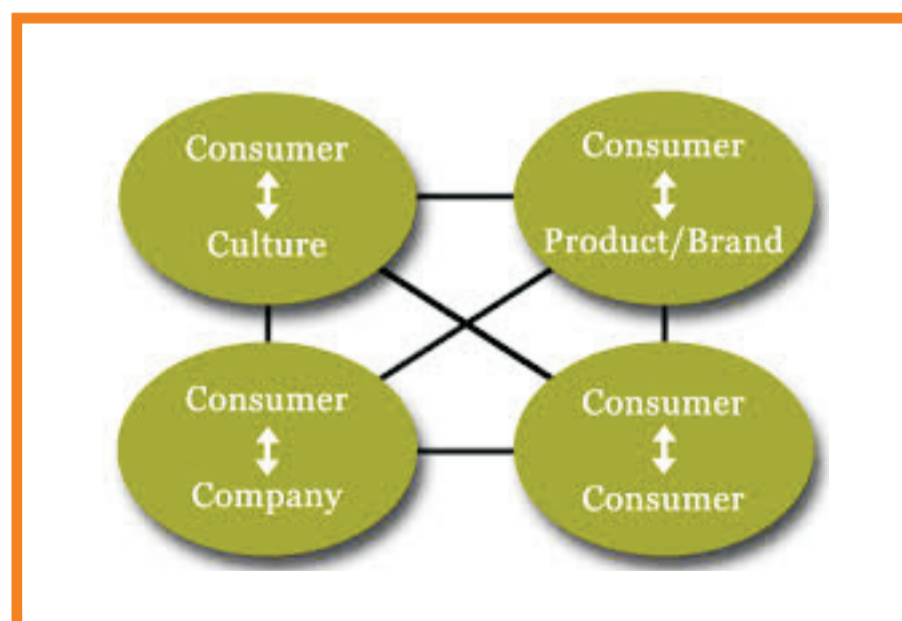 Consumer
Culture
Consumer
Product/Brand
Consumer
Company
Consumer
Consumer